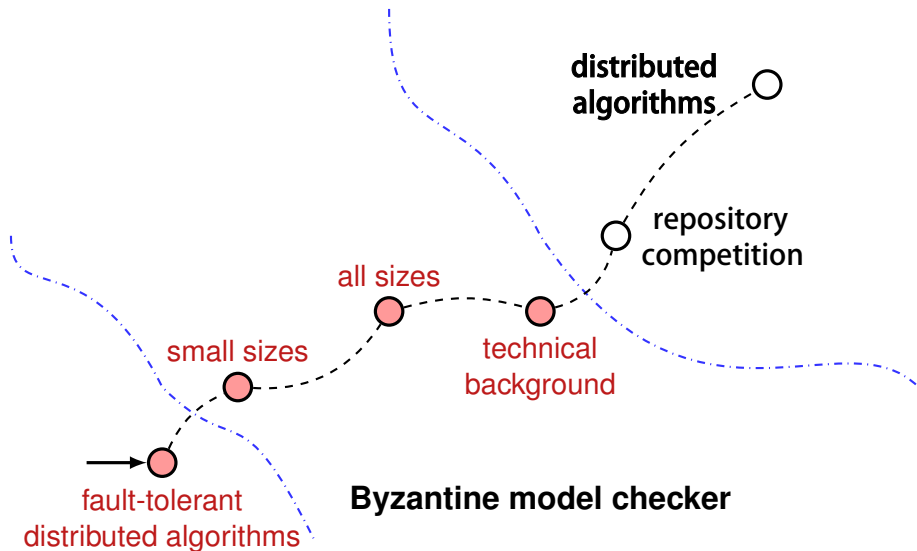 distributed
algorithms
repository
competition
all sizes
small sizes
technical
background
fault-tolerant
distributed algorithms
Byzantine model checker